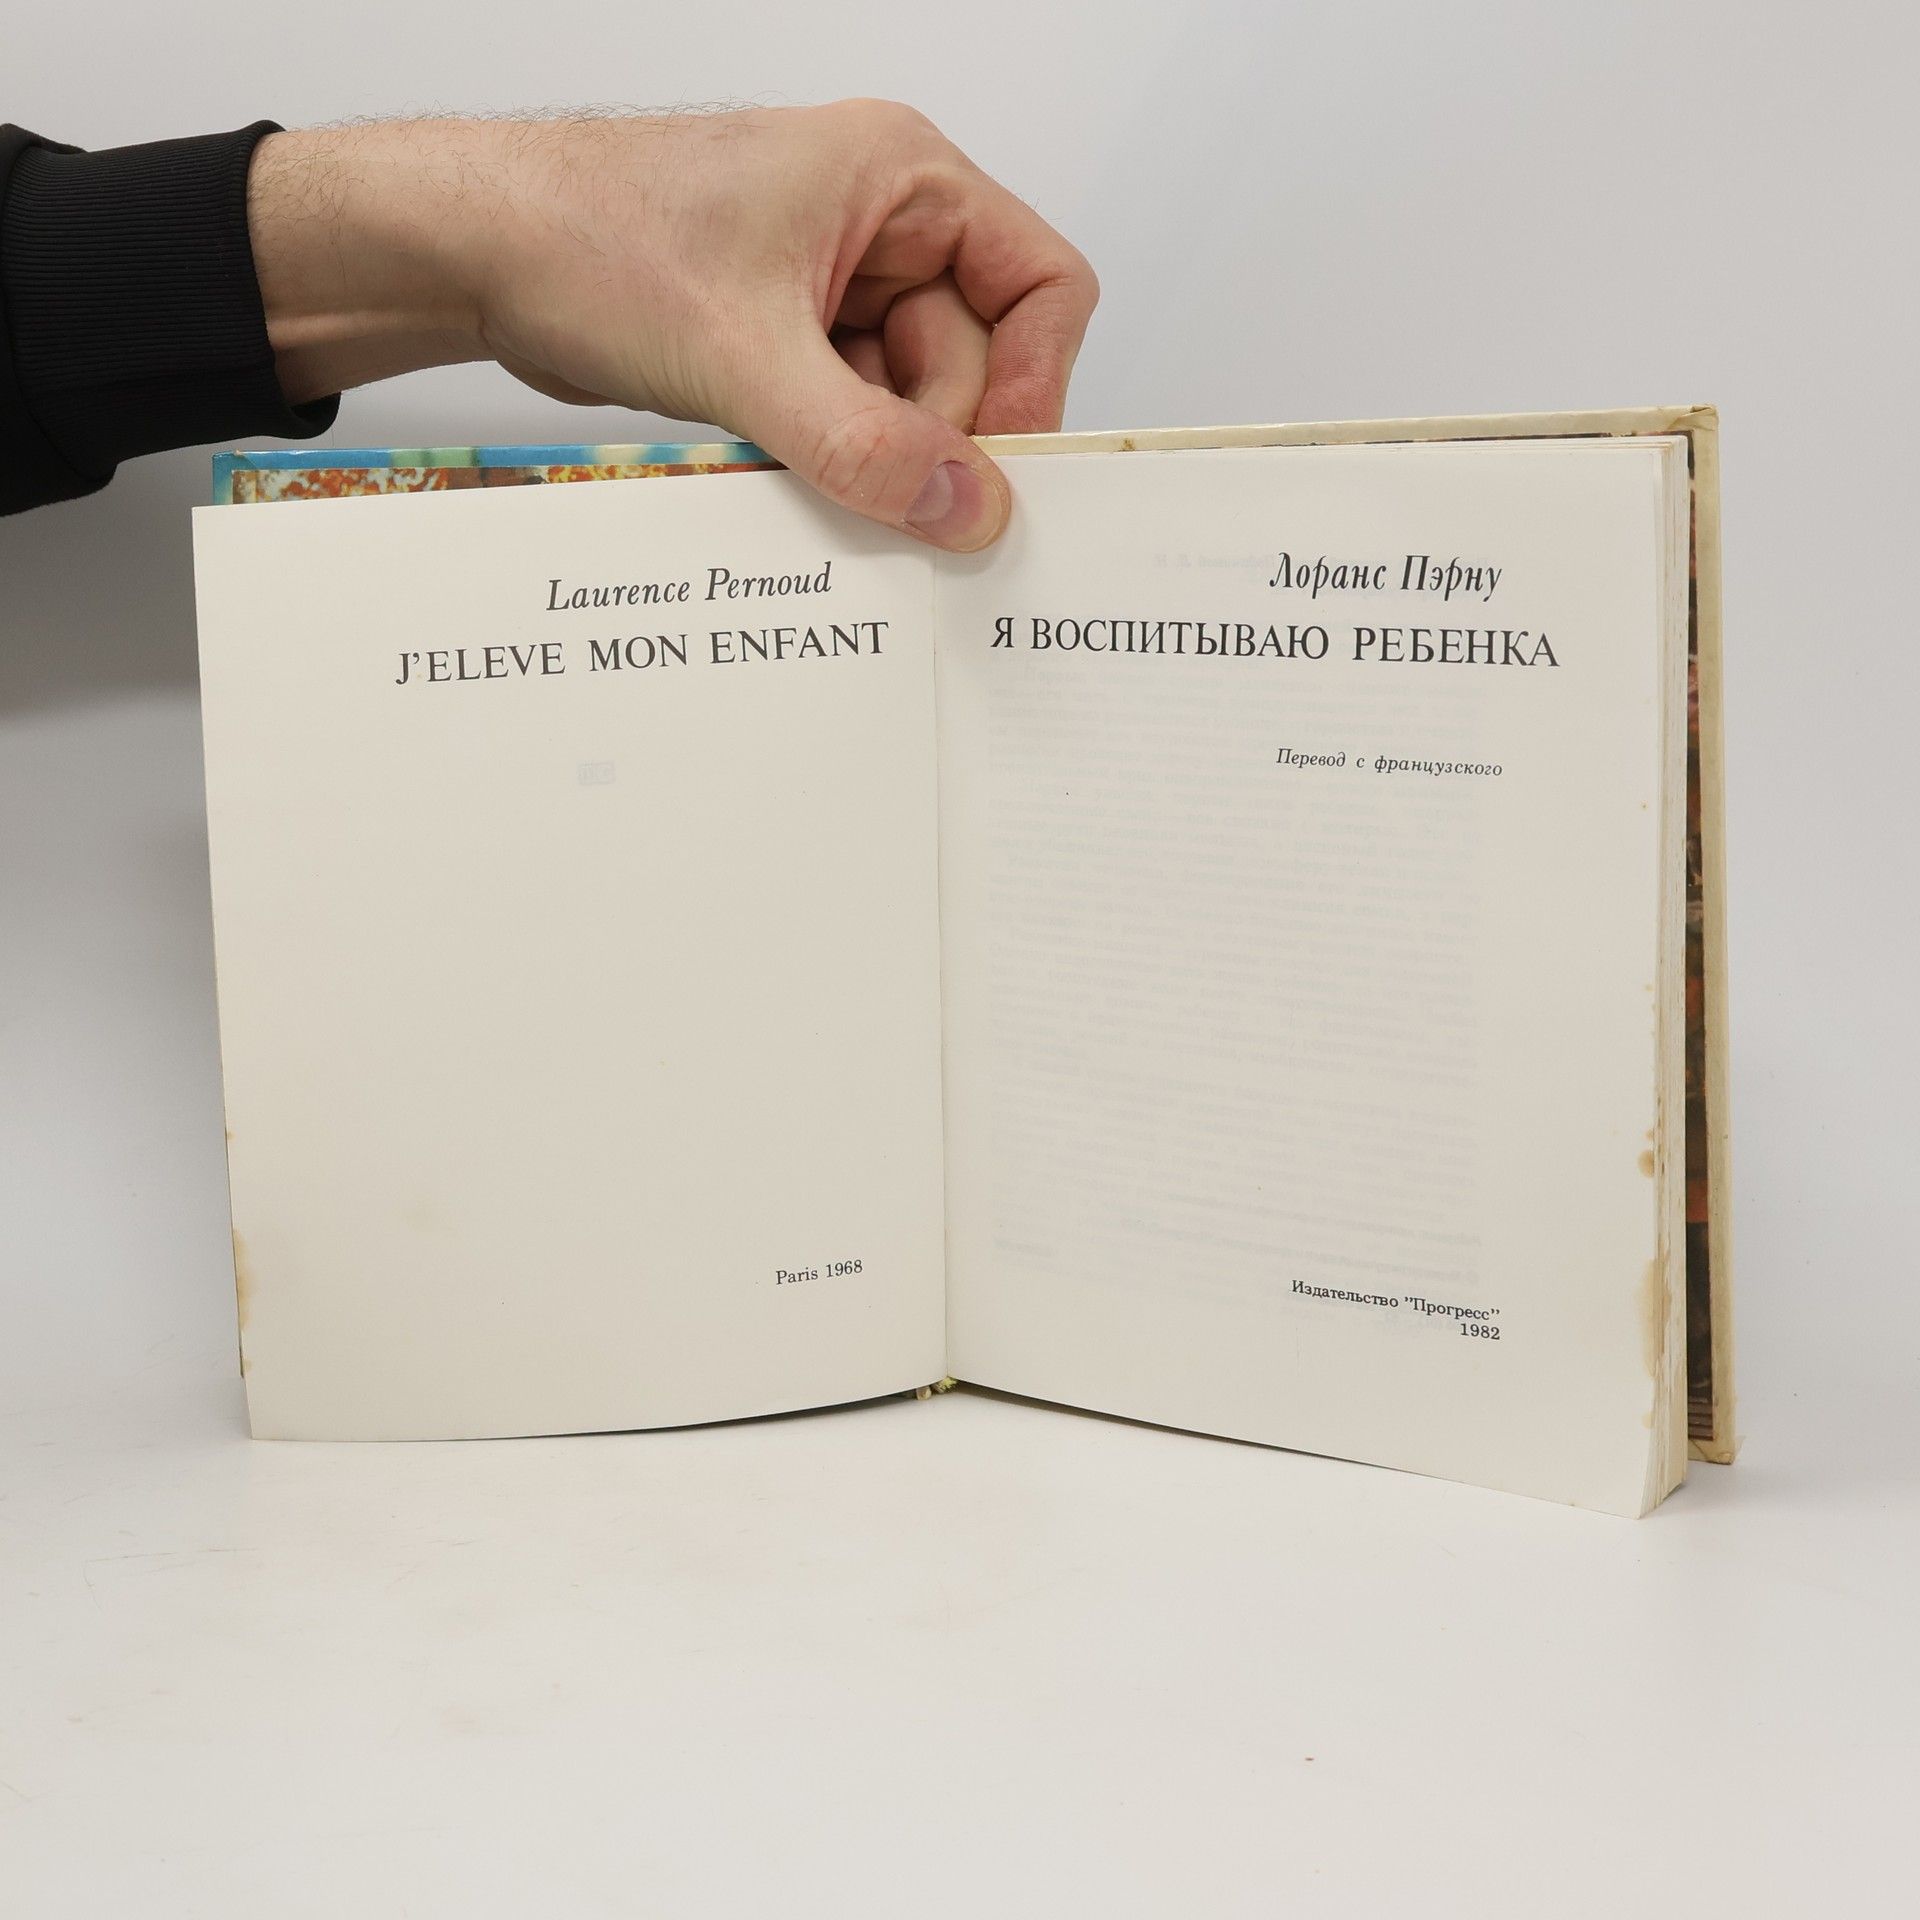 Laurence Pernoud
J'ELEVE MON ENFANT
Paris 1968
Лоранс Пэрну
Я ВОСПИТЫВАЮ РЕБЕНКА
Перевод с французского
Издательство "Прогресс"
1982